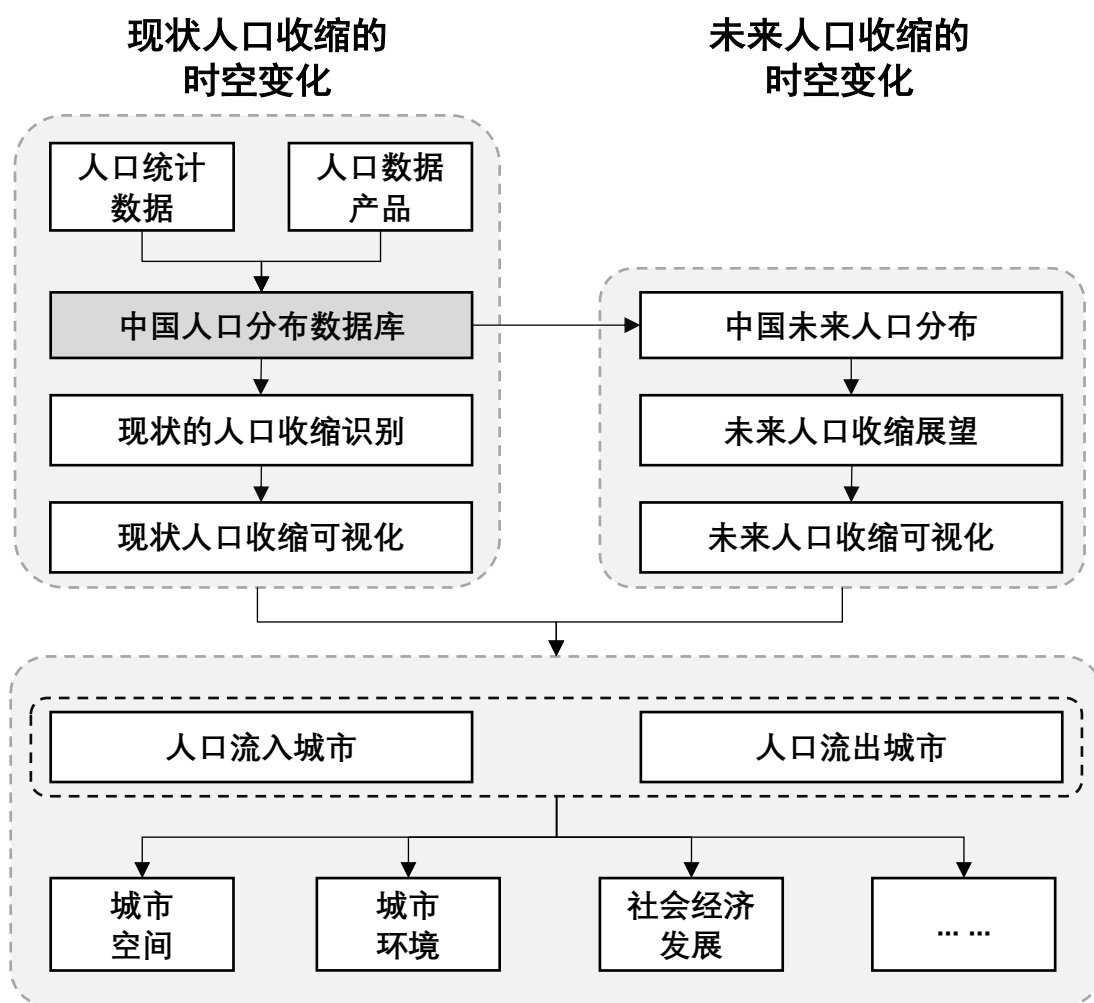 现状人口收缩的
时空变化
未来人口收缩的
时空变化
人口统计
数据
人口数据
产品
中国人口分布数据库
中国未来人口分布
现状的人口收缩识别
未来人口收缩展望
现状人口收缩可视化
未来人口收缩可视化
人口流入城市
人口流出城市
城市
空间
城市
环境
社会经济
发展
... ...